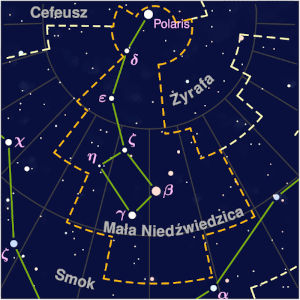 Cefeusz
Polaris
δ
Żyrafa
ε
χ
ζ
η
β
γ
Mała Niedźwiedzica
ζ
Smok
α